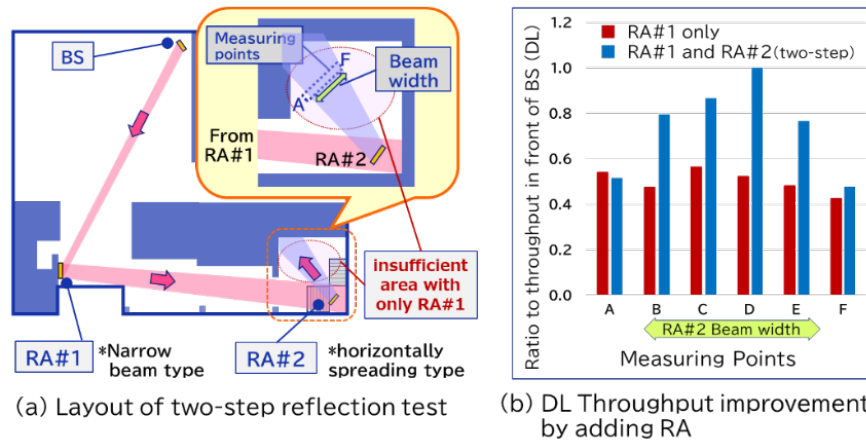 BS
Measuring
points
F
A
Beam
width
From
RA#1
RA#2
insufficient
area with
only RA#1
RA#1
*Narrow
beam type
RA#2
*horizontally
spreading type
(a) Layout of two-step reflection test
Ratio to throughput in front of BS (DL)
1.2
1.0
0.8
0.6
0.4
0.2
0.0
RA#1 only
RA#1 and RA#2(two-step)
A B C D E F
RA#2 Beam width
Measuring Points
(b) DL Throughput improvement
by adding RA